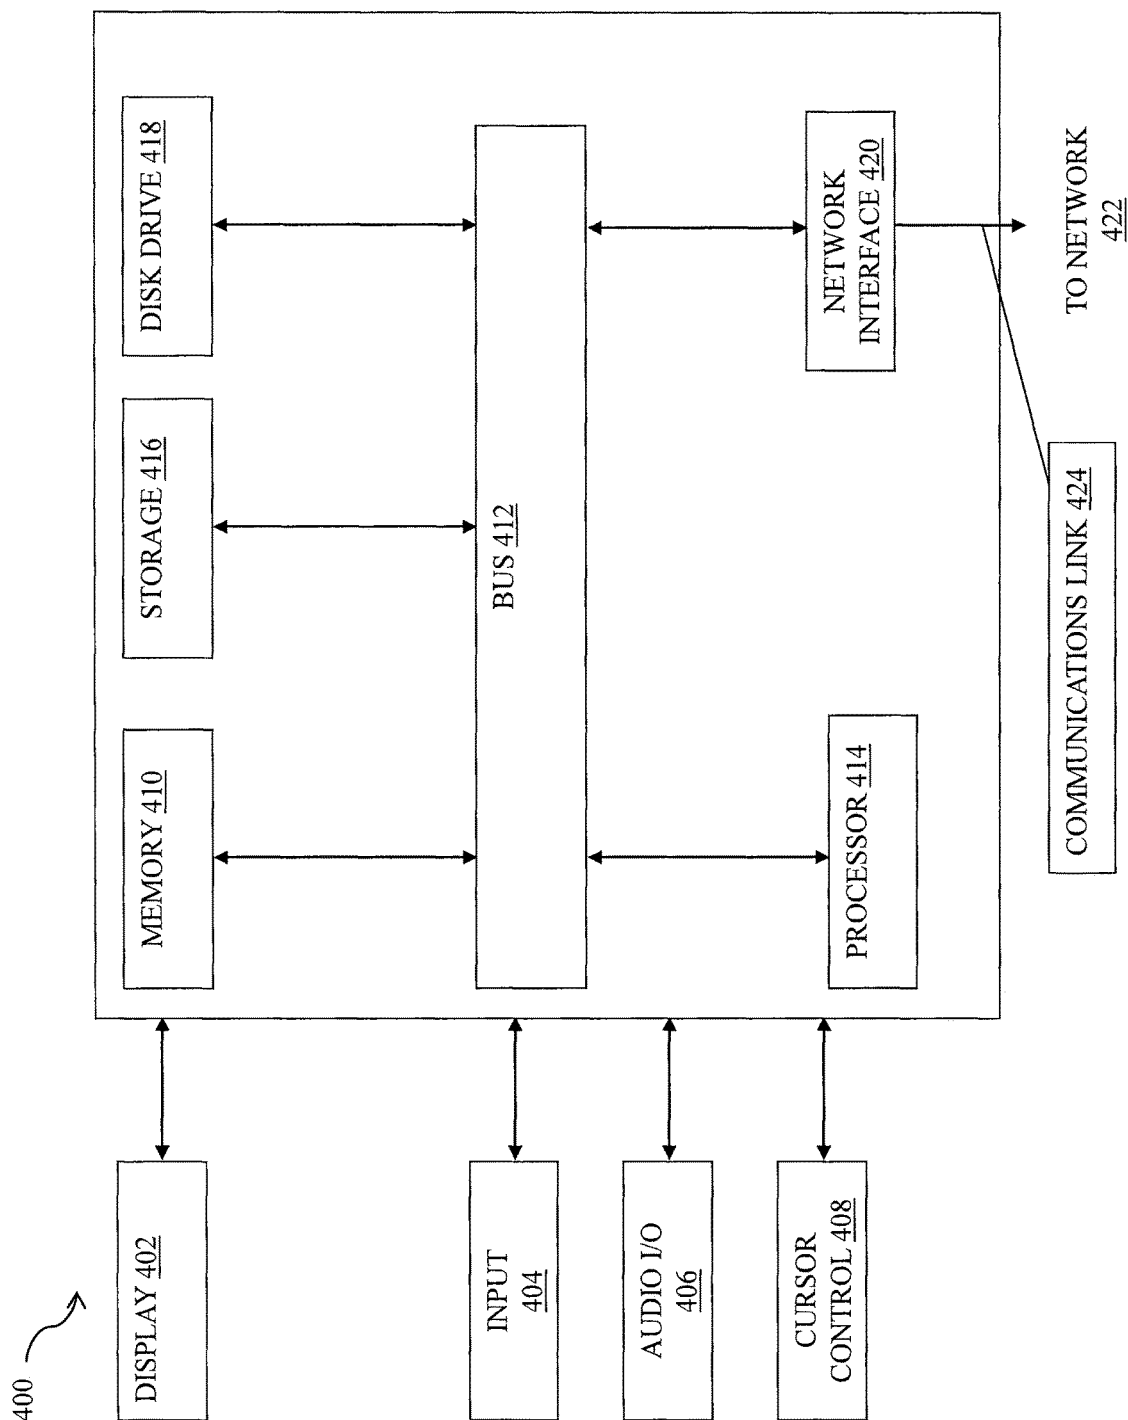 400
DISPLAY 402
INPUT
404
AUDIO I/O
406
CURSOR
CONTROL 408
MEMORY 410
STORAGE 416
DISK DRIVE 418
BUS 412
PROCESSOR 414
NETWORK
INTERFACE 420
COMMUNICATIONS LINK 424
TO NETWORK
422